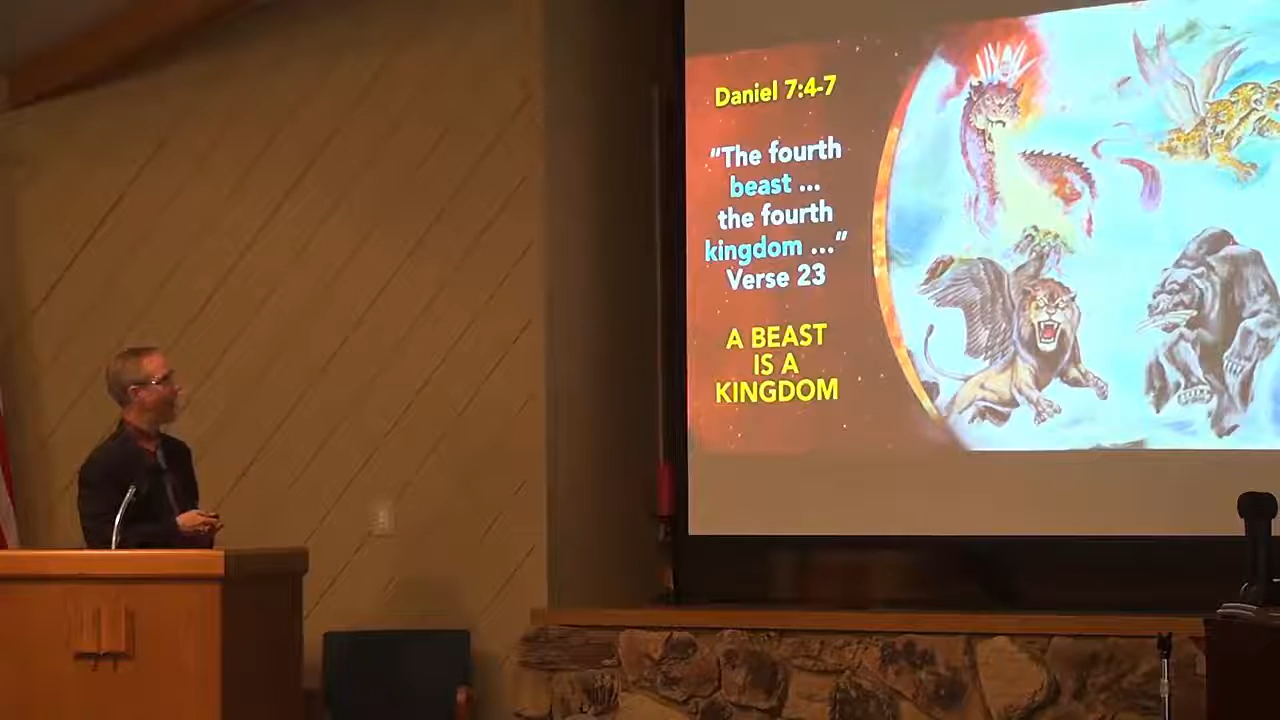 Daniel 7:4-7
“The fourth
beast ...
the fourth
kingdom ...”
Verse 23
A BEAST
IS A
KINGDOM